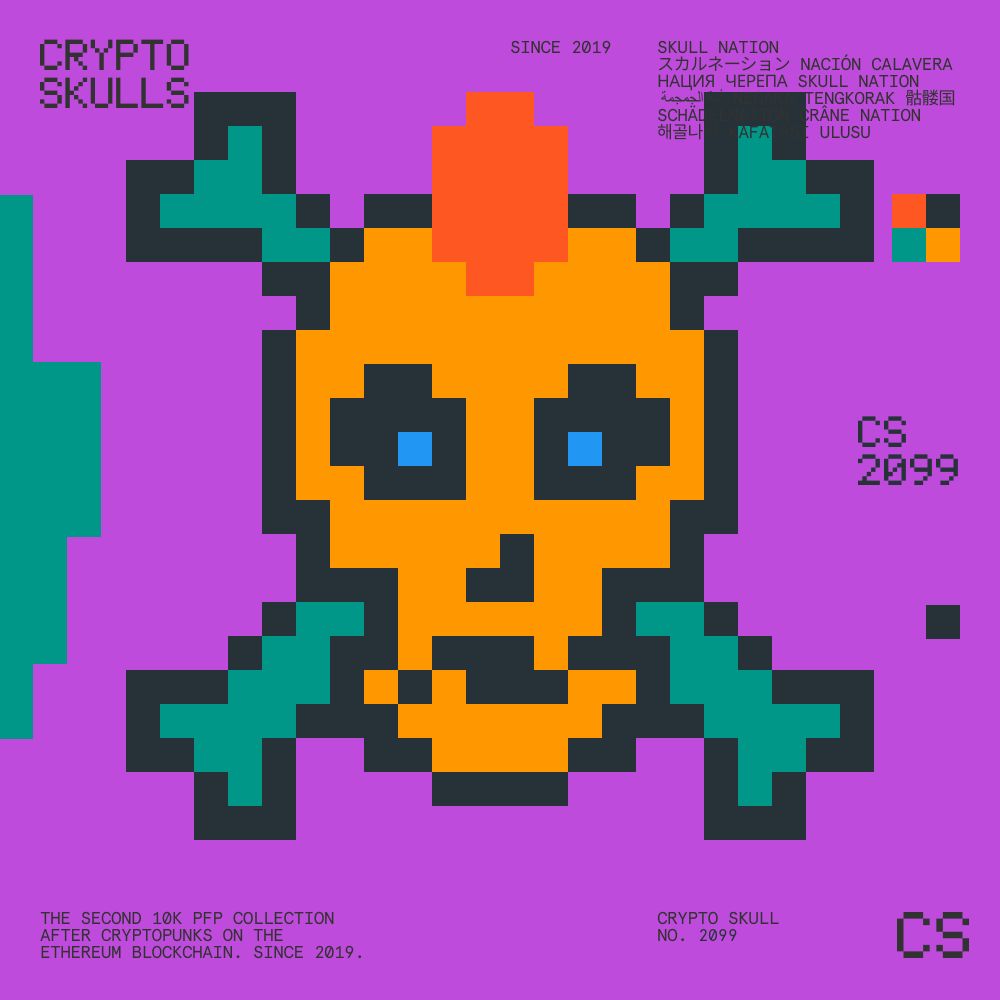 CRYPTO
SKULLS
SINCE 2019
SKULL NATION
スカルネーション NACIÓN CALAVERA
НАЦИЯ ЧЕРЕПА SKULL NATION
TENGKORAK 骷髅国
CRÂNE NATION
해골나 ULUSU
CS
2099
THE SECOND 10K PFP COLLECTION
AFTER CRYPTOPUNKS ON THE
ETHEREUM BLOCKCHAIN. SINCE 2019.
CRYPTO SKULL
NO. 2099
CS